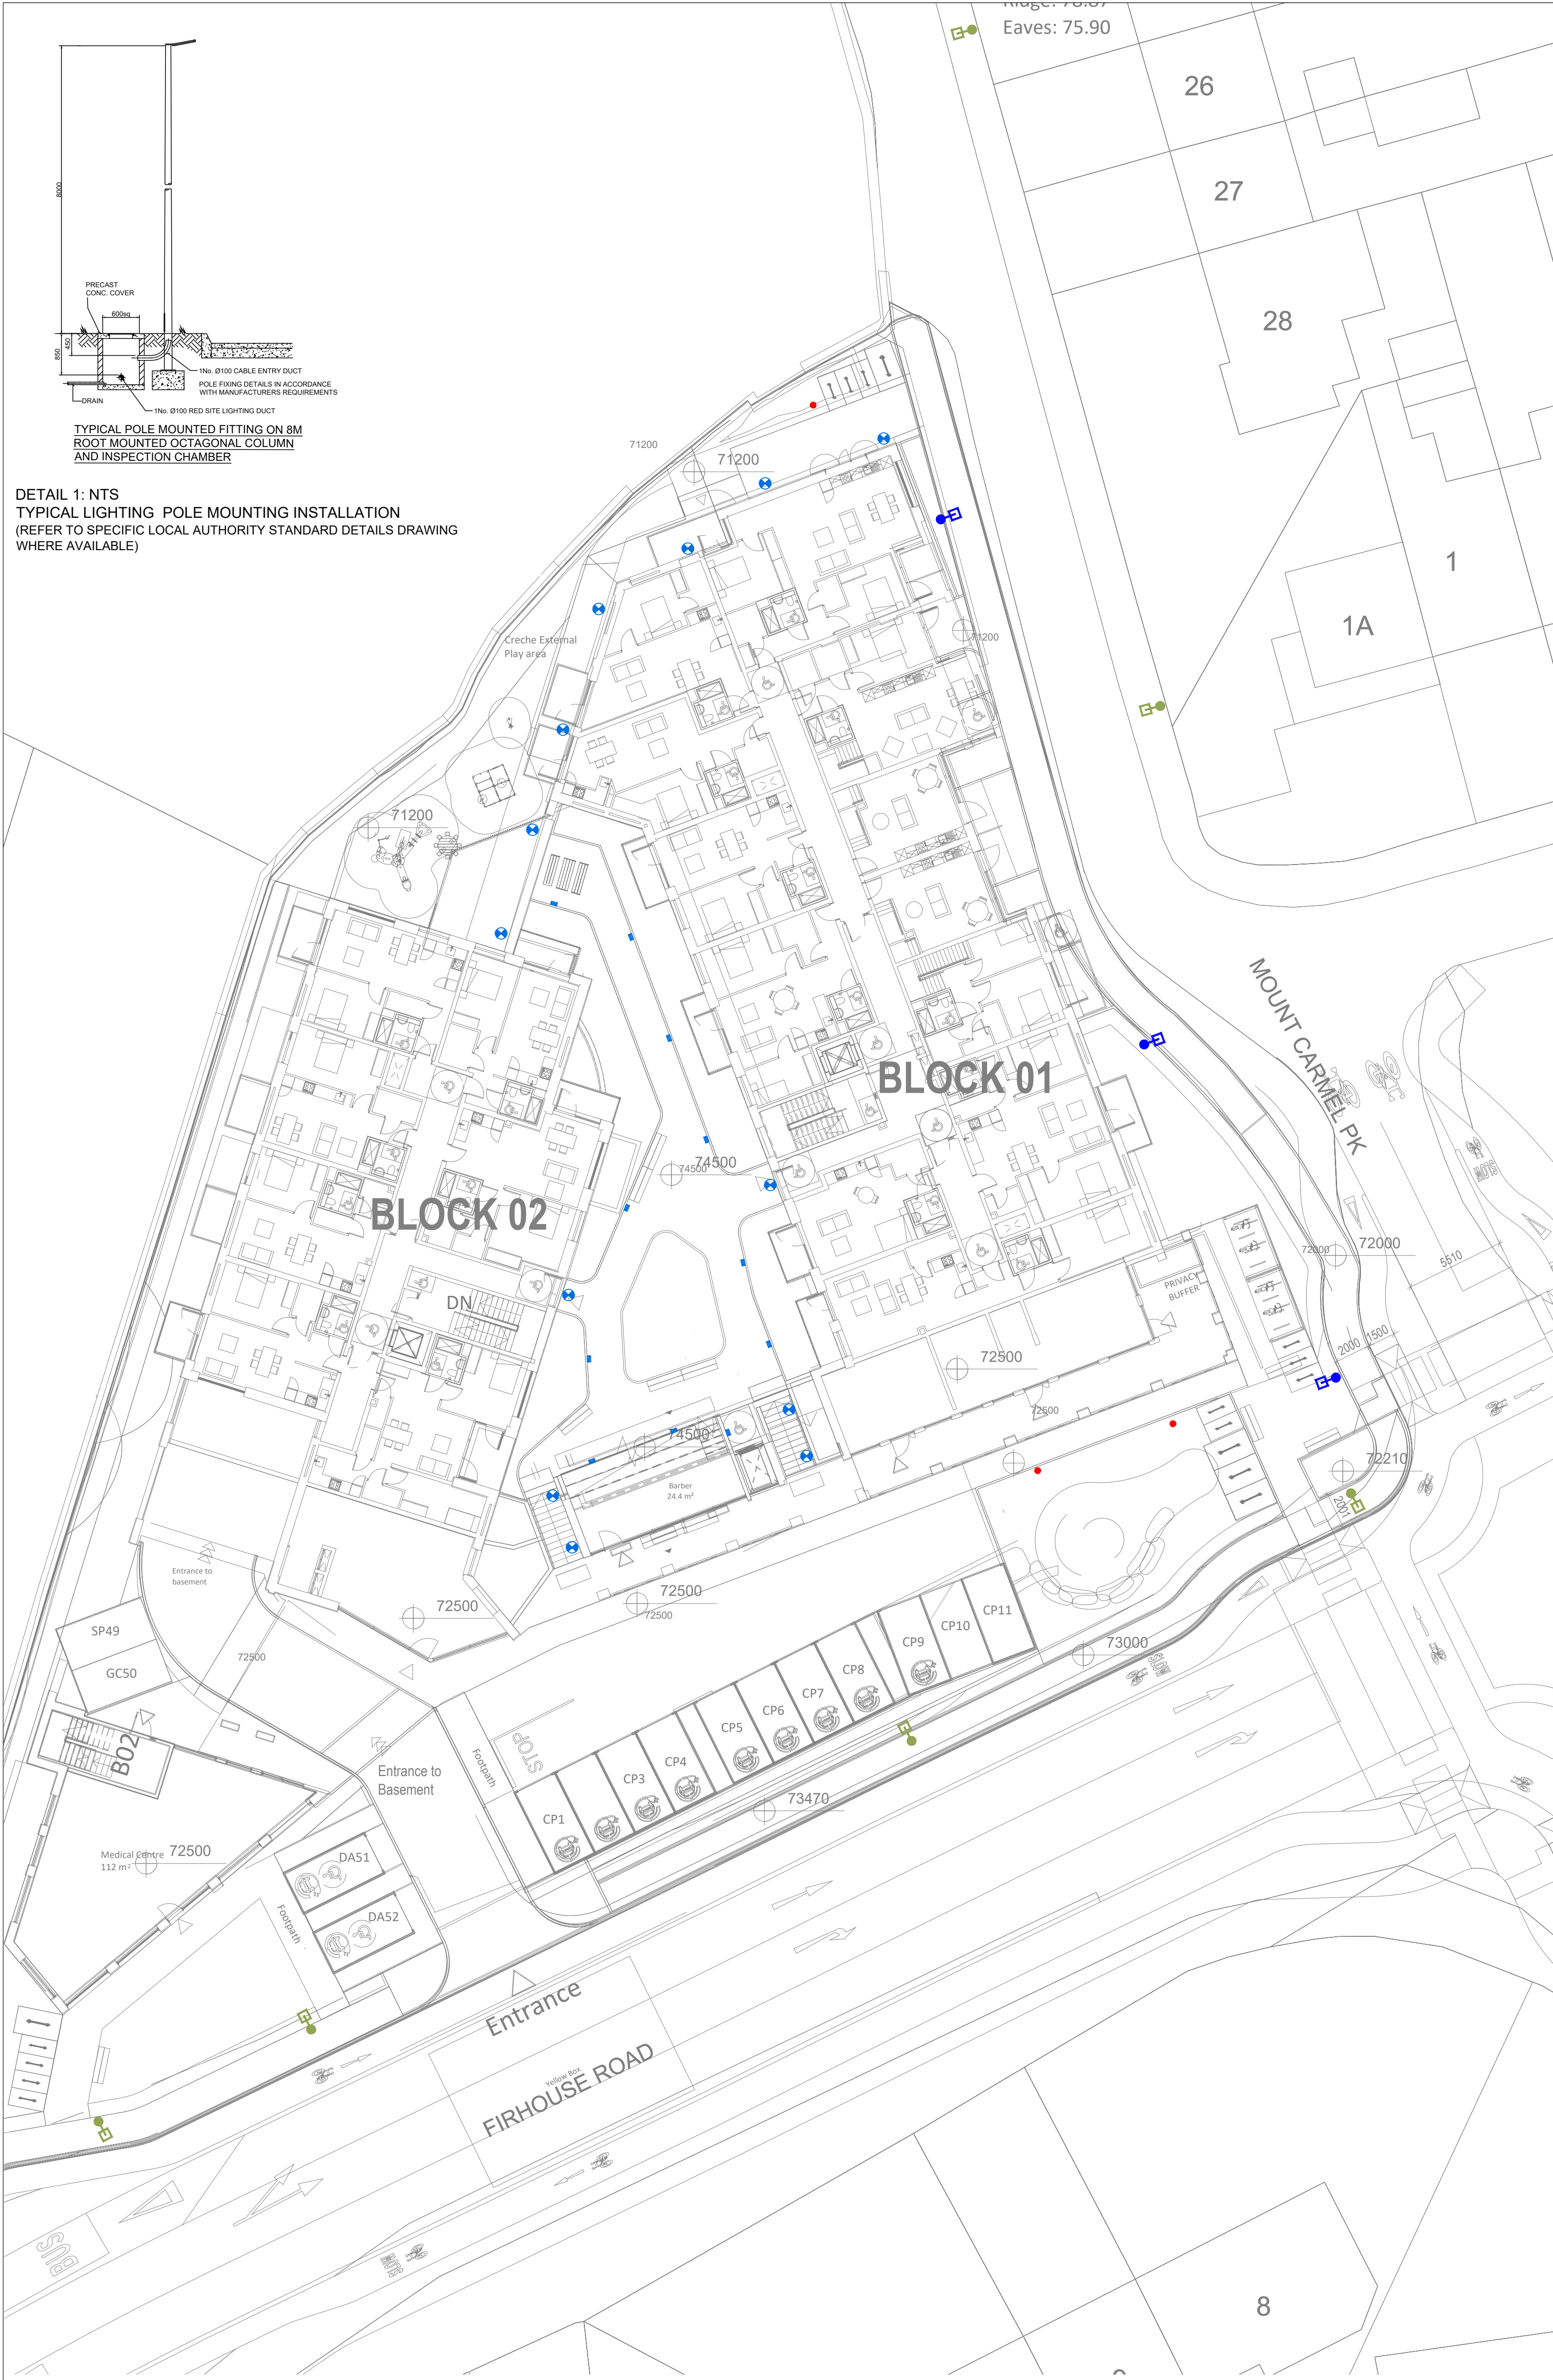 Eaves: 75.90
26
27
28
1
1A
8000
PRECAST
CONC. COVER
600sq
450
850
1No. Ø100 CABLE ENTRY DUCT
POLE FIXING DETAILS IN ACCORDANCE
WITH MANUFACTURERS REQUIREMENTS
DRAIN
1No. Ø100 RED SITE LIGHTING DUCT
TYPICAL POLE MOUNTED FITTING ON 8M
ROOT MOUNTED OCTAGONAL COLUMN
AND INSPECTION CHAMBER
DETAIL 1: NTS
TYPICAL LIGHTING POLE MOUNTING INSTALLATION
(REFER TO SPECIFIC LOCAL AUTHORITY STANDARD DETAILS DRAWING
WHERE AVAILABLE)
71200
71200
Creche External
Play area
71200
71200
MOUNT CARMEL PK
BLOCK 01
74500
74500
BLOCK 02
DN
SLOW
72000
72000
5510
PRIVACY
BUFFER
2000
1500
72500
72500
74500
72210
2001
Barber
24.4 m²
Entrance to
basement
72500
72500
72500
SP49
GC50
72500
B02
CP11
CP10
CP9
CP8
CP7
CP6
CP5
CP4
CP3
CP1
73000
BUS
STOP
Footpath
Entrance to
Basement
73470
Medical Centre
112 m²
72500
DA51
DA52
Footpath
Entrance
Yellow Box
FIRHOUSE ROAD
BUS
SLOW
8